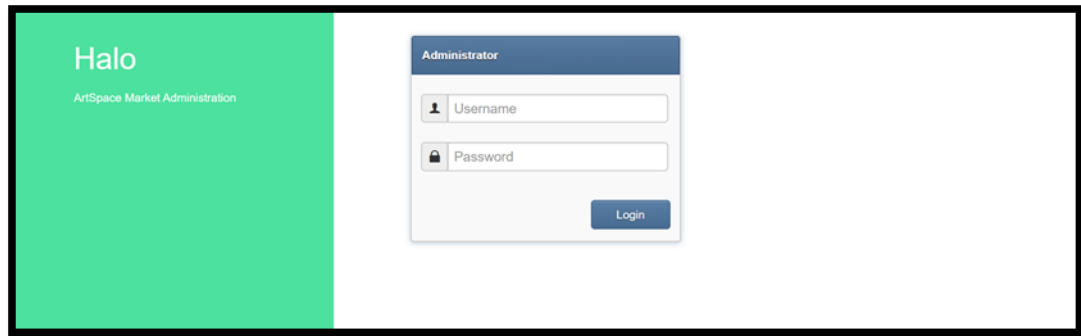 Halo
ArtSpace Market Administration
Administrator
Username
Password
Login